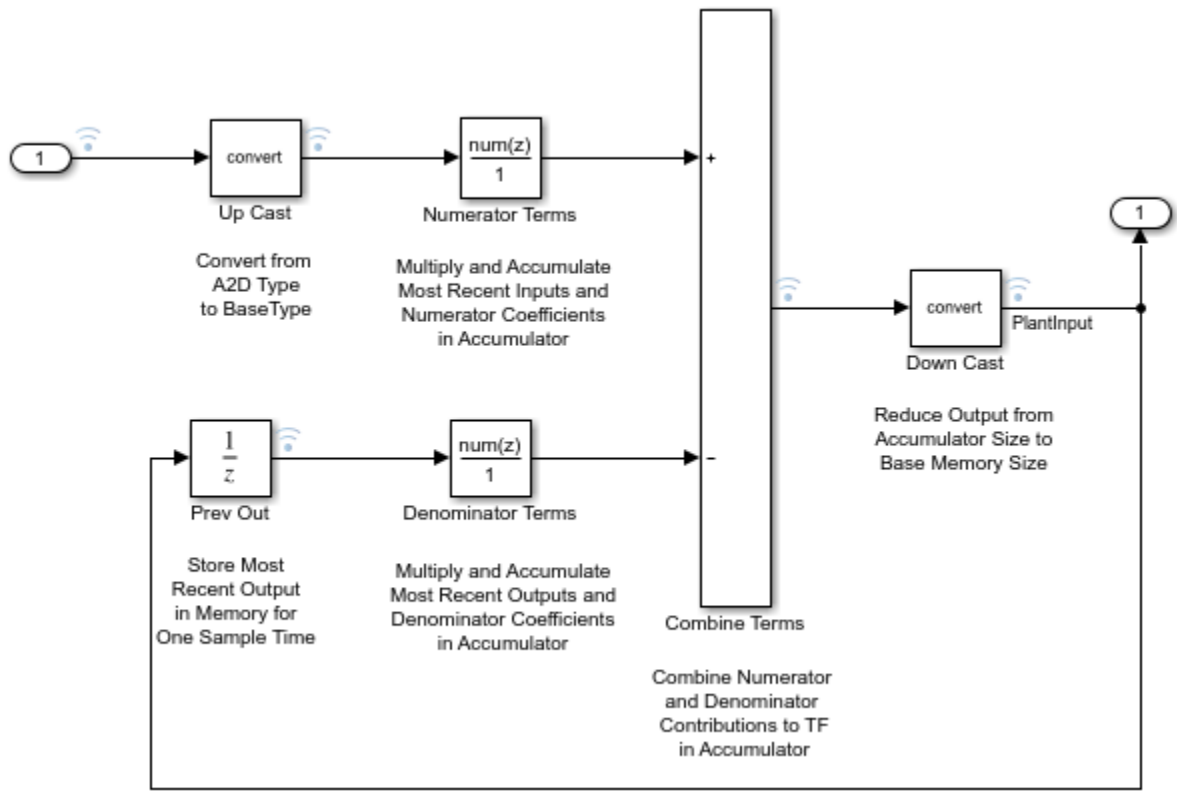 1
convert
Up Cast
Convert from
A2D Type
to BaseType
num(z)
1
Numerator Terms
Multiply and Accumulate
Most Recent Inputs and
Numerator Coefficients
in Accumulator
+
1
convert
PlantInput
Down Cast
Reduce Output from
Accumulator Size to
Base Memory Size
1
z
Prev Out
Store Most
Recent Output
in Memory for
One Sample Time
num(z)
1
Denominator Terms
Multiply and Accumulate
Most Recent Outputs and
Denominator Coefficients
in Accumulator
−
Combine Terms
Combine Numerator
and Denominator
Contributions to TF
in Accumulator